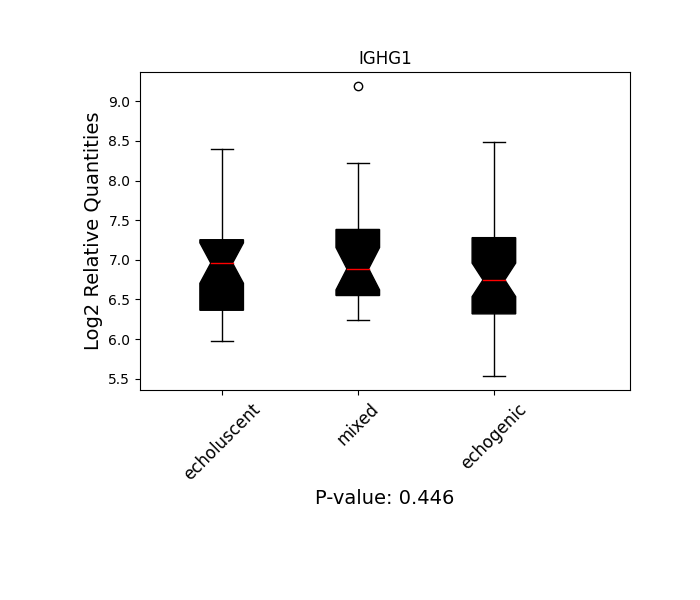 IGHG1
Log2 Relative Quantities
9.0
8.5
8.0
7.5
7.0
6.5
6.0
5.5
echoluscent
mixed
echogenic
P-value: 0.446